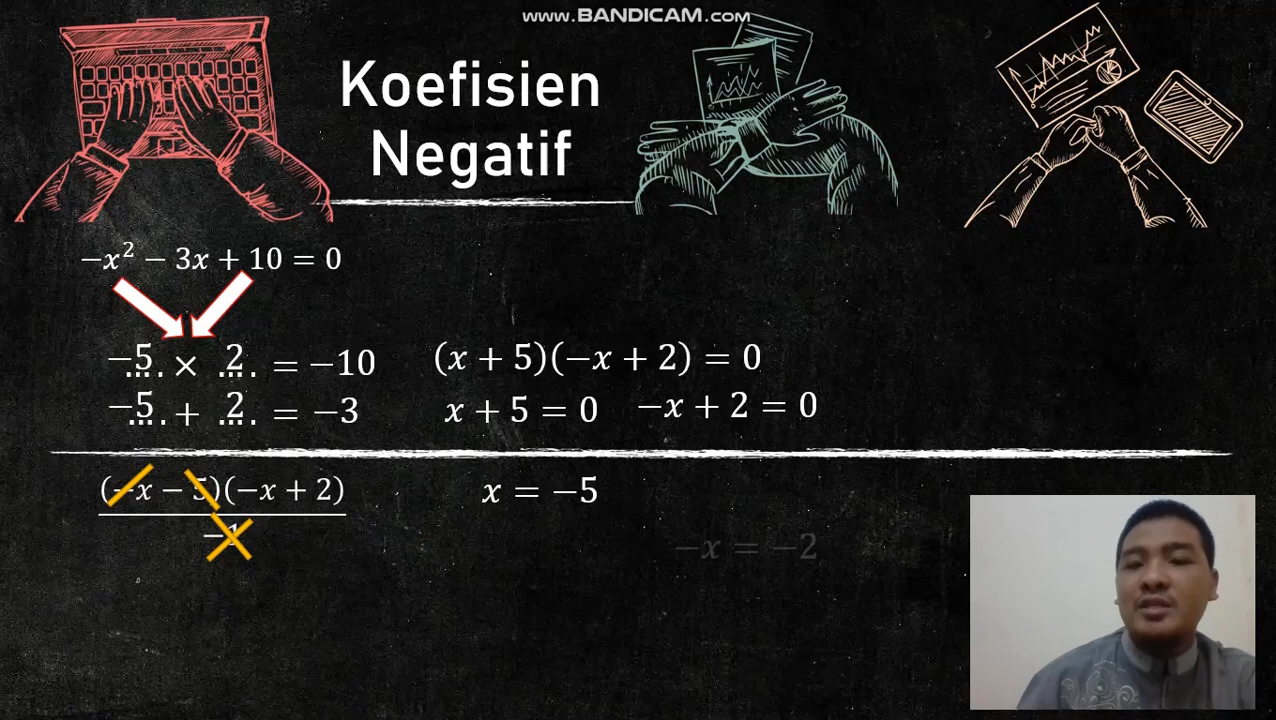 www.BANDICAM.com
Koefisien
Negatif
−x² − 3x + 10 = 0
−5 × 2 = −10
−5 + 2 = −3
(x + 5)(−x + 2) = 0
x + 5 = 0
−x + 2 = 0
(−x − 5)(−x + 2)
−1
x = −5
−x = −2